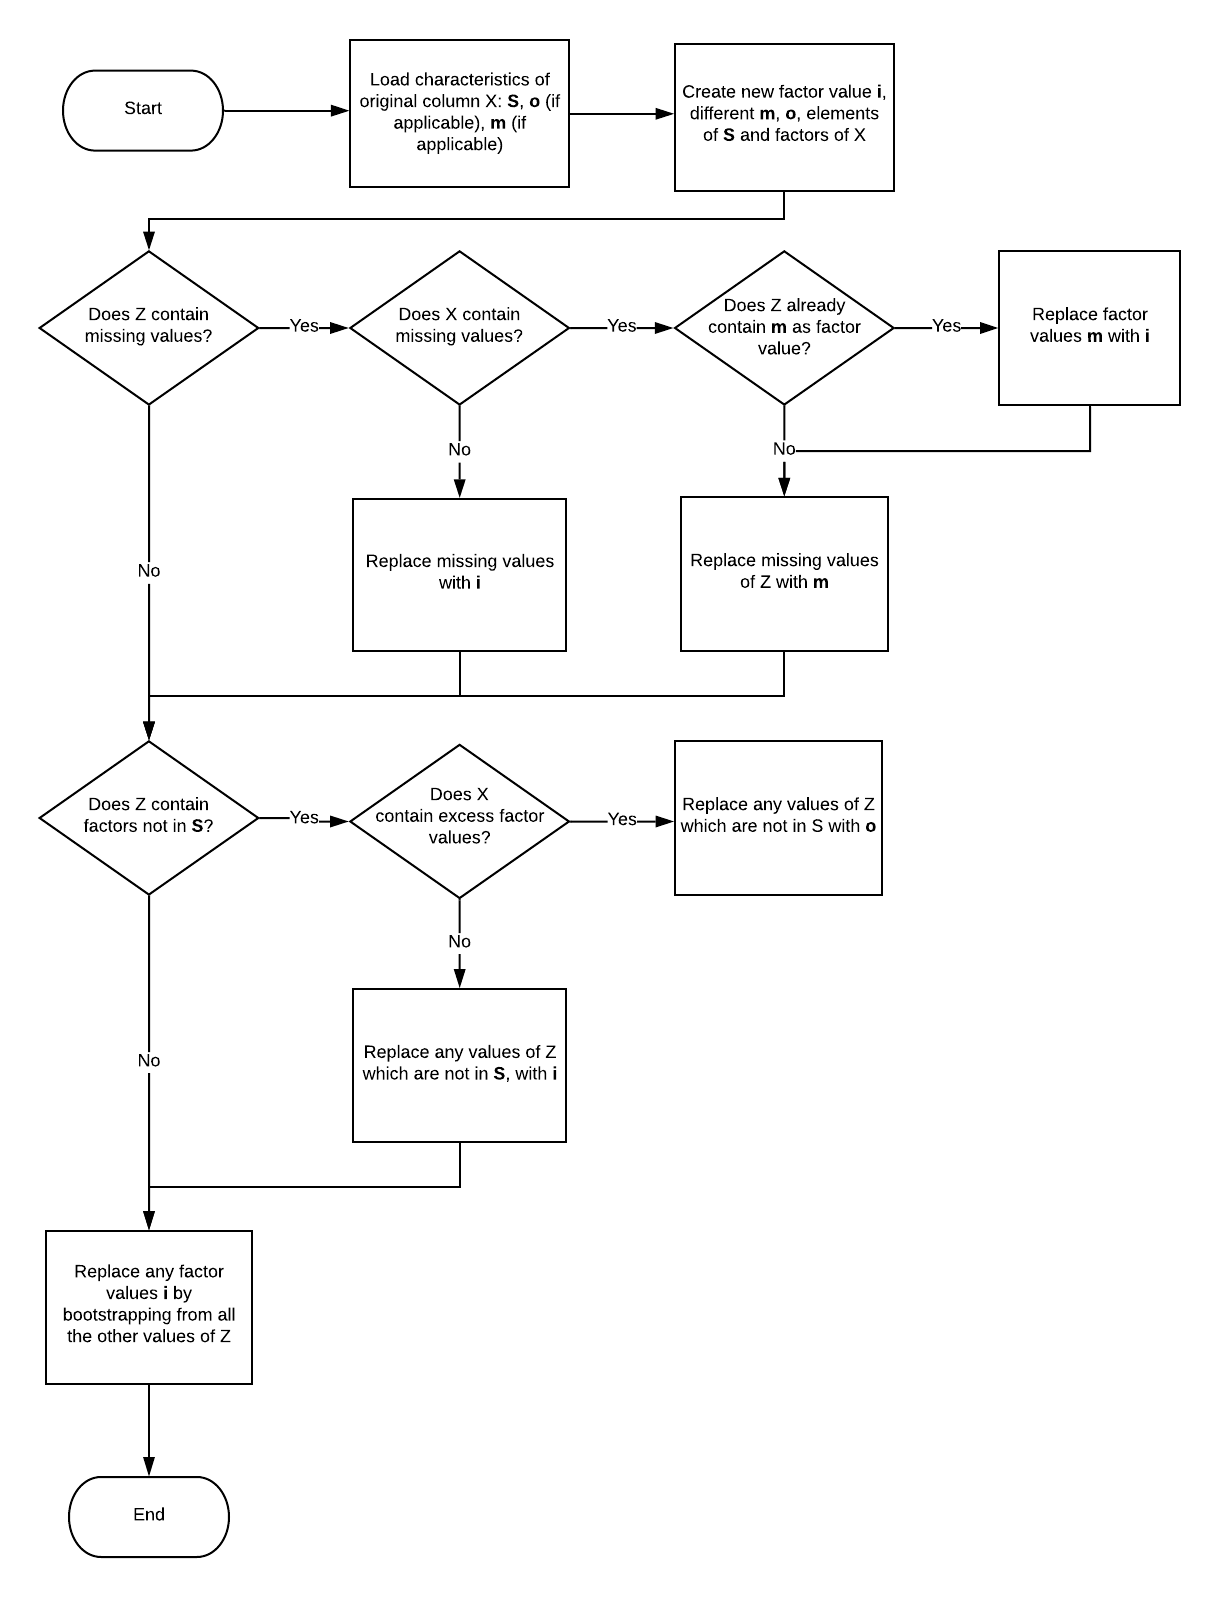 Start
Load characteristics of
original column X: S, o (if
applicable), m (if
applicable)
Create new factor value i,
different m, o, elements
of S and factors of X
Does Z contain
missing values?
Yes
Does X contain
missing values?
Yes
Does Z already
contain m as factor
value?
Yes
Replace factor
values m with i
No
No
No
Replace missing values
with i
Replace missing values
of Z with m
Does Z contain
factors not in S?
Yes
Does X
contain excess factor
values?
Yes
Replace any values of Z
which are not in S with o
No
No
Replace any values of Z
which are not in S, with i
Replace any factor
values i by
bootstrapping from all
the other values of Z
End